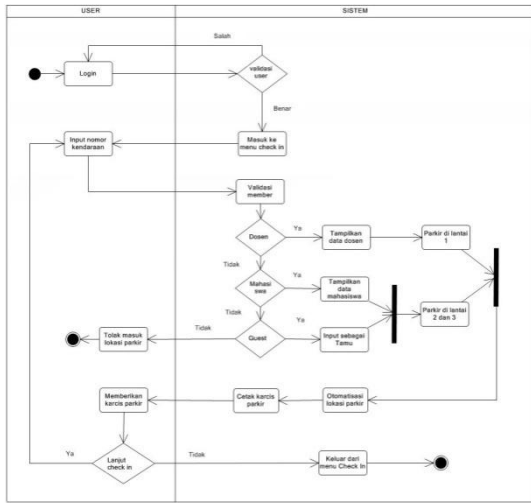 USER
SISTEM
Salah
Login
validasi
user
Benar
Input nomor
kendaraan
Masuk ke
menu check in
Validasi
member
Dosen
Ya
Tampilkan
data dosen
Parkir di lantai
1
Tidak
Mahasi
swa
Ya
Tampilkan
data mahasiswa
Tidak
Parkir di lantai
2 dan 3
Tolak masuk
lokasi parkir
Tidak
Guest
Ya
Input sebagai
Tamu
Memberikan
karcis parkir
Cetak karcis
parkir
Otomatisasi
lokasi parkir
Ya
Lanjut
check in
Tidak
Keluar dari
menu Check In